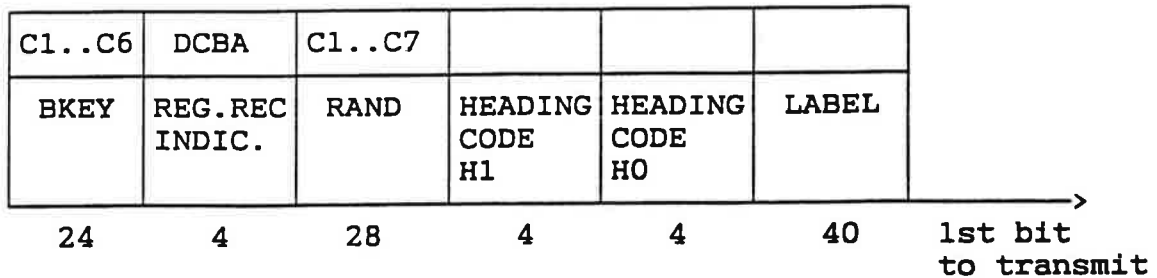 C1..C6 DCBA C1..C7
BKEY REG.REC RAND HEADING HEADING LABEL
INDIC. CODE CODE
H1 H0
24 4 28 4 4 40 1st bit
to transmit